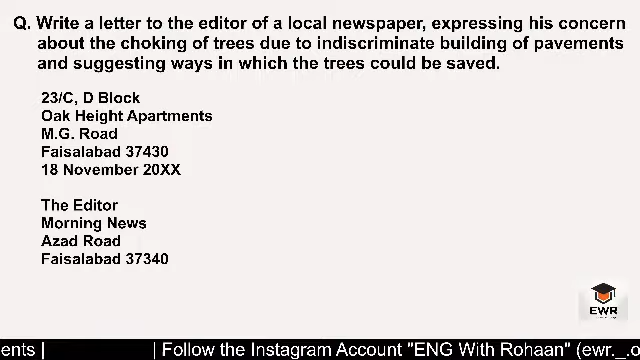 Q. Write a letter to the editor of a local newspaper, expressing his concern
about the choking of trees due to indiscriminate building of pavements
and suggesting ways in which the trees could be saved.
23/C, D Block
Oak Height Apartments
M.G. Road
Faisalabad 37430
18 November 20XX
The Editor
Morning News
Azad Road
Faisalabad 37340
EWR
ents | | Follow the Instagram Account "ENG With Rohaan" (ewr._.o